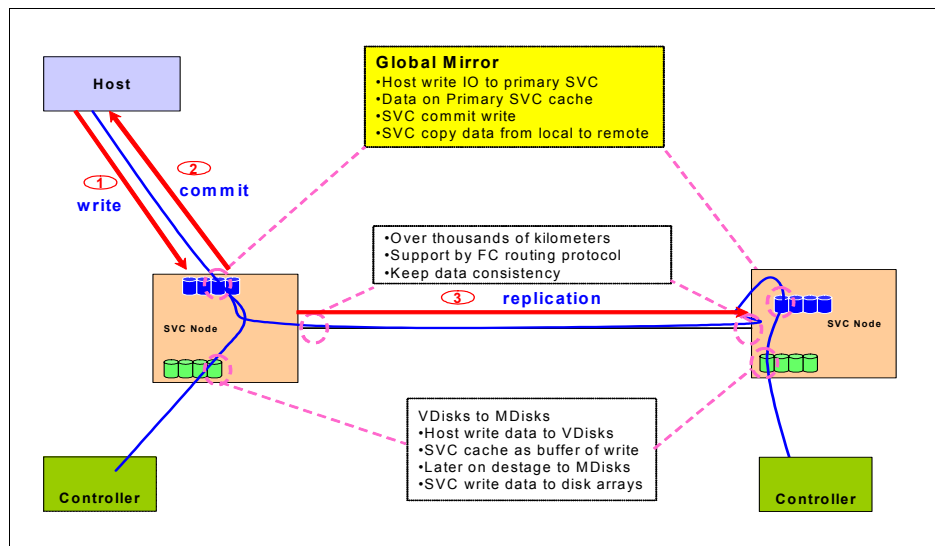 Host
Global Mirror
•Host write IO to primary SVC
•Data on Primary SVC cache
•SVC commit write
•SVC copy data from local to remote
1
write
2
commit
•Over thousands of kilometers
•Support by FC routing protocol
•Keep data consistency
3 replication
SVC Node
SVC Node
VDisks to MDisks
•Host write data to VDisks
•SVC cache as buffer of write
•Later on destage to MDisks
•SVC write data to disk arrays
Controller
Controller